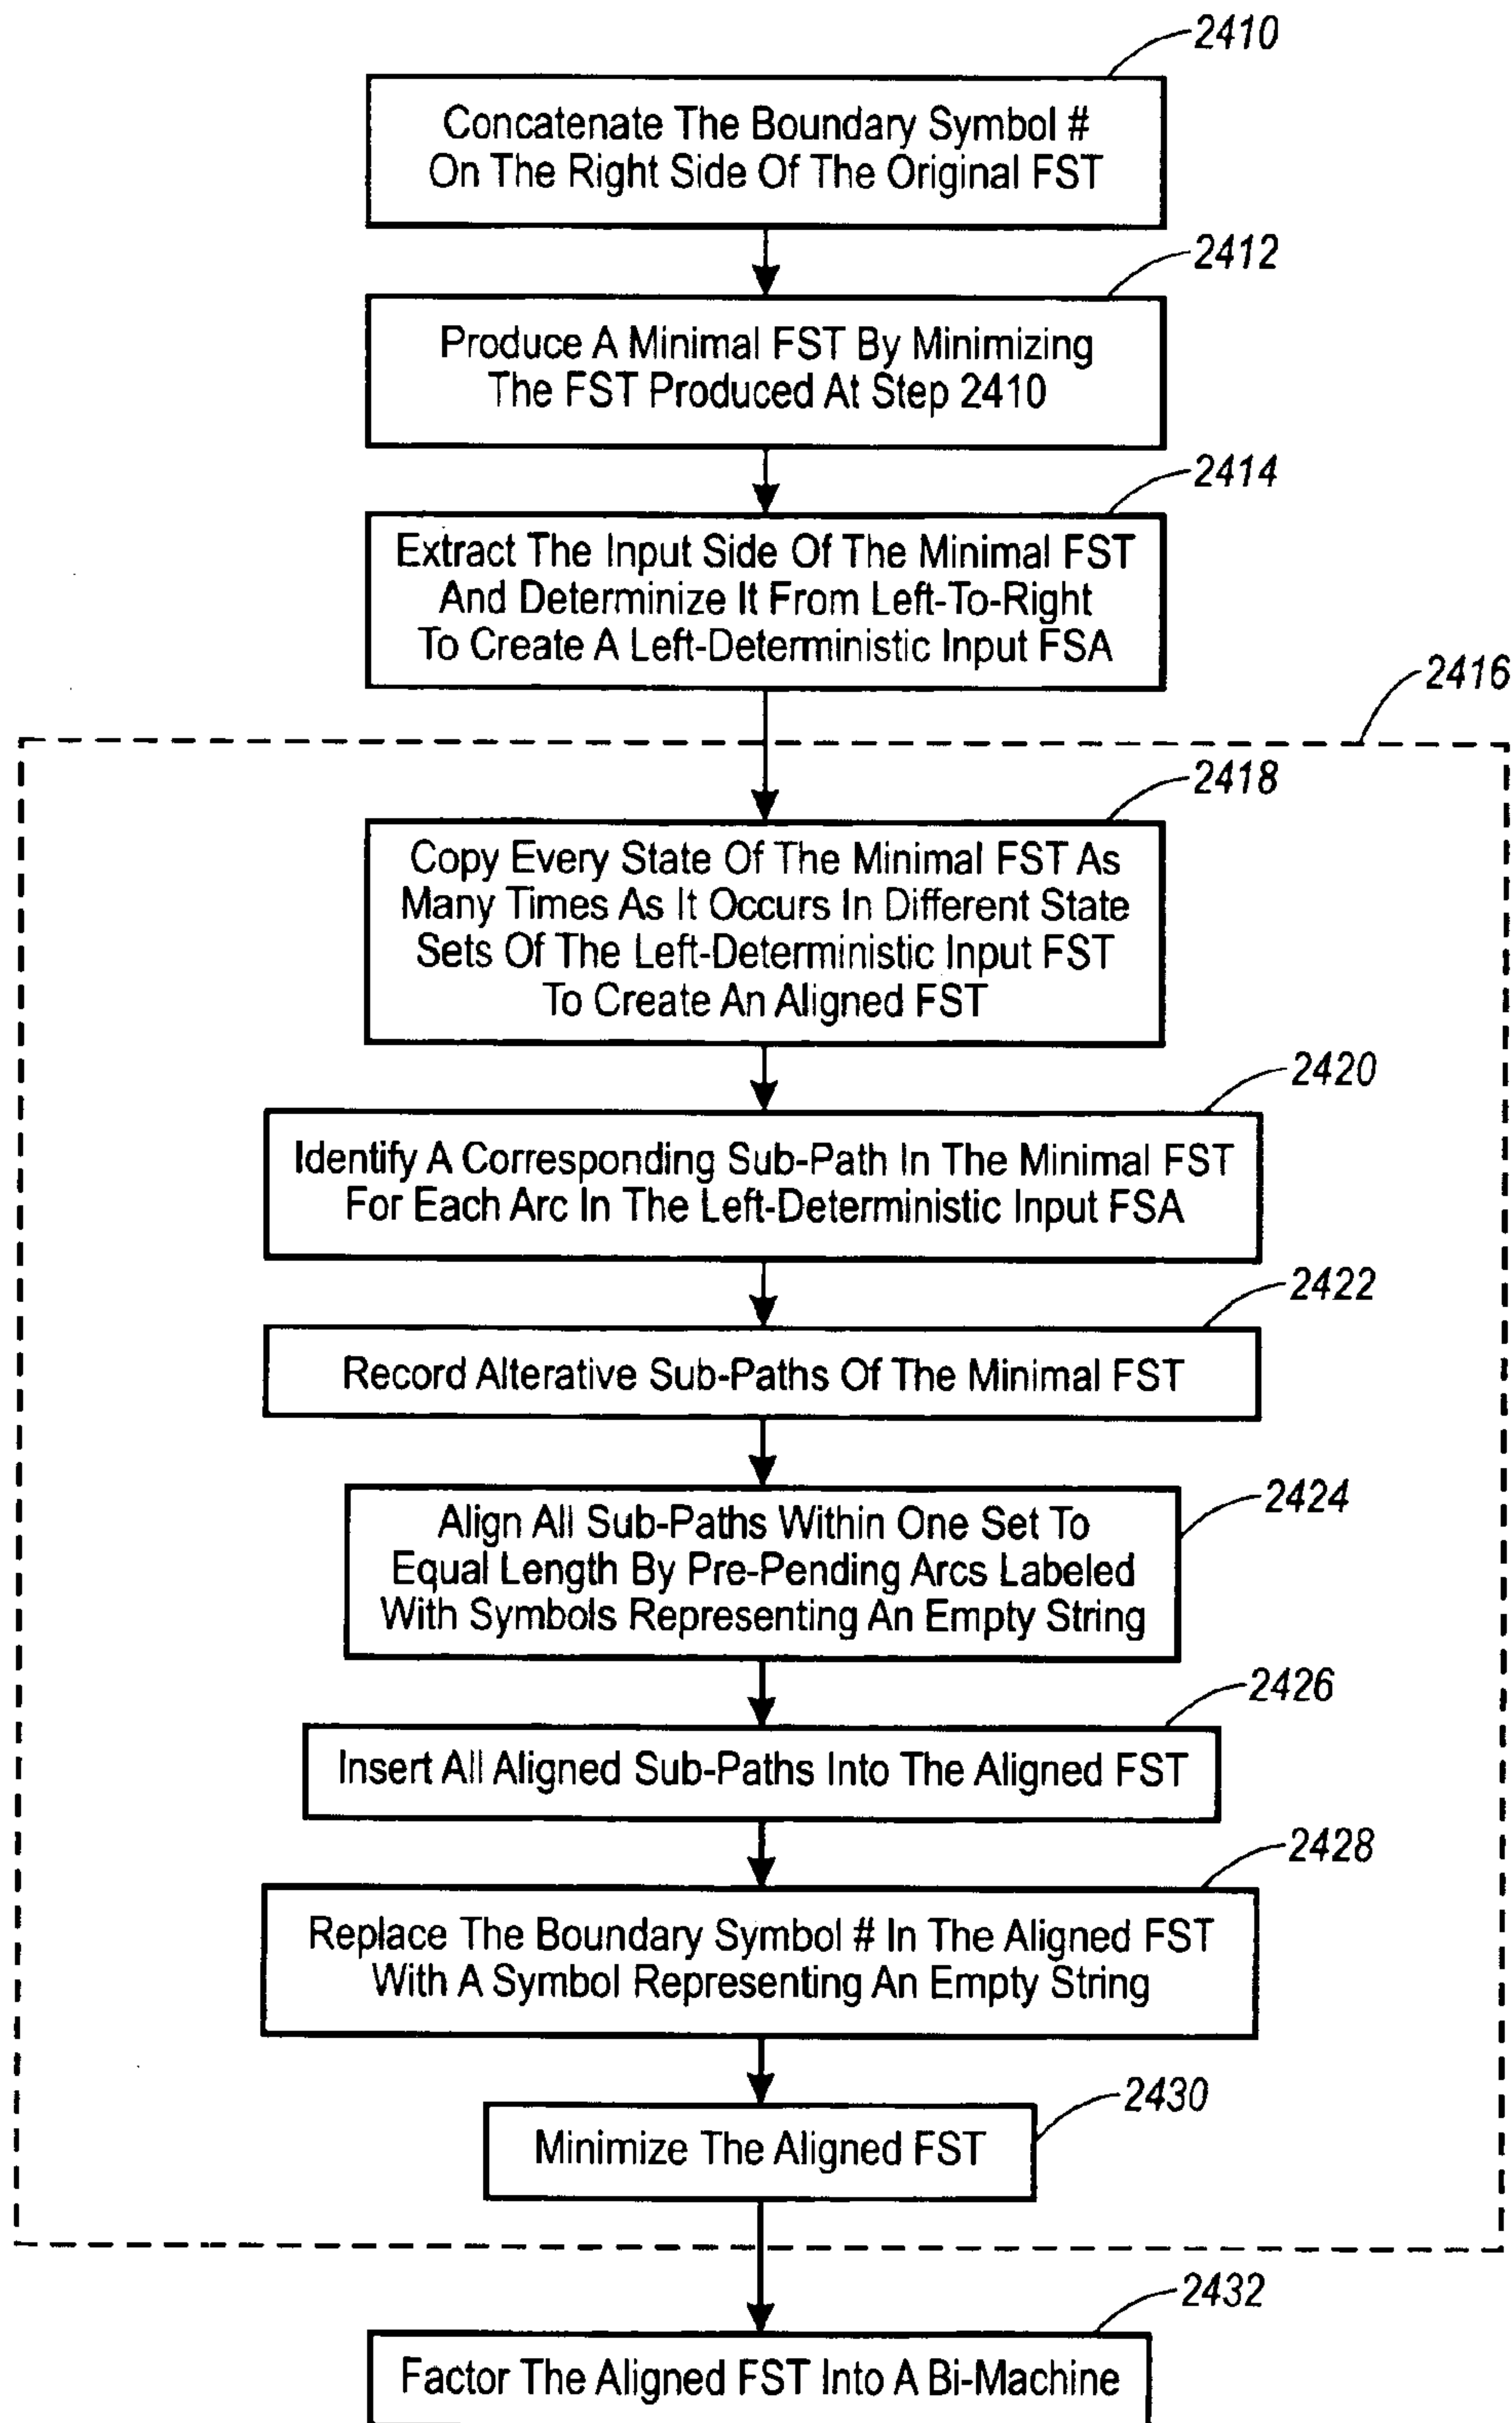 2410
Concatenate The Boundary Symbol #
On The Right Side Of The Original FST
2412
Produce A Minimal FST By Minimizing
The FST Produced At Step 2410
2414
Extract The Input Side Of The Minimal FST
And Determinize It From Left-To-Right
To Create A Left-Deterministic Input FSA
2416
2418
Copy Every State Of The Minimal FST As
Many Times As It Occurs In Different State
Sets Of The Left-Deterministic Input FST
To Create An Aligned FST
2420
Identify A Corresponding Sub-Path In The Minimal FST
For Each Arc In The Left-Deterministic Input FSA
2422
Record Alterative Sub-Paths Of The Minimal FST
2424
Align All Sub-Paths Within One Set To
Equal Length By Pre-Pending Arcs Labeled
With Symbols Representing An Empty String
2426
Insert All Aligned Sub-Paths Into The Aligned FST
2428
Replace The Boundary Symbol # In The Aligned FST
With A Symbol Representing An Empty String
2430
Minimize The Aligned FST
2432
Factor The Aligned FST Into A Bi-Machine